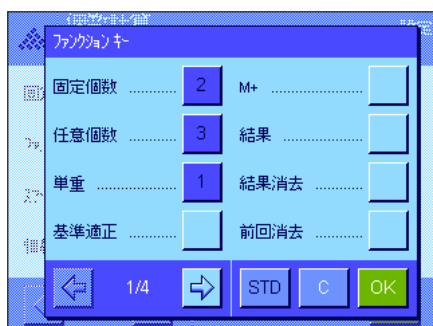 ファンクション キー
固定個数 ........... 2
M+ .....................
任意個数 ........... 3
結果 ..................
単重 .................. 1
結果消去 ...........
基準適正 ...........
前回消去 ...........
1/4
STD
C
OK